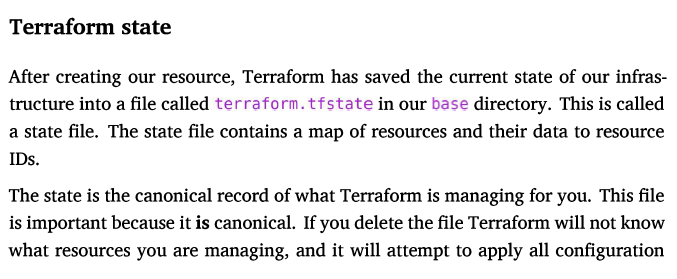 Terraform state
After creating our resource, Terraform has saved the current state of our infras-
tructure into a file called terraform.tfstate in our base directory. This is called
a state file. The state file contains a map of resources and their data to resource
IDs.
The state is the canonical record of what Terraform is managing for you. This file
is important because it is canonical. If you delete the file Terraform will not know
what resources you are managing, and it will attempt to apply all configuration